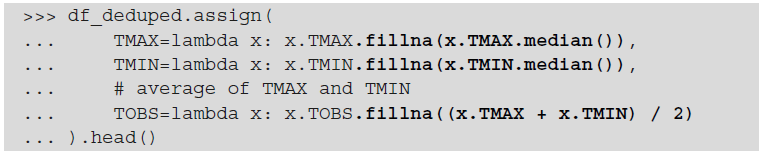 >>> df_deduped.assign(
...     TMAX=lambda x: x.TMAX.fillna(x.TMAX.median()),
...     TMIN=lambda x: x.TMIN.fillna(x.TMIN.median()),
...     # average of TMAX and TMIN
...     TOBS=lambda x: x.TOBS.fillna((x.TMAX + x.TMIN) / 2)
... ).head()